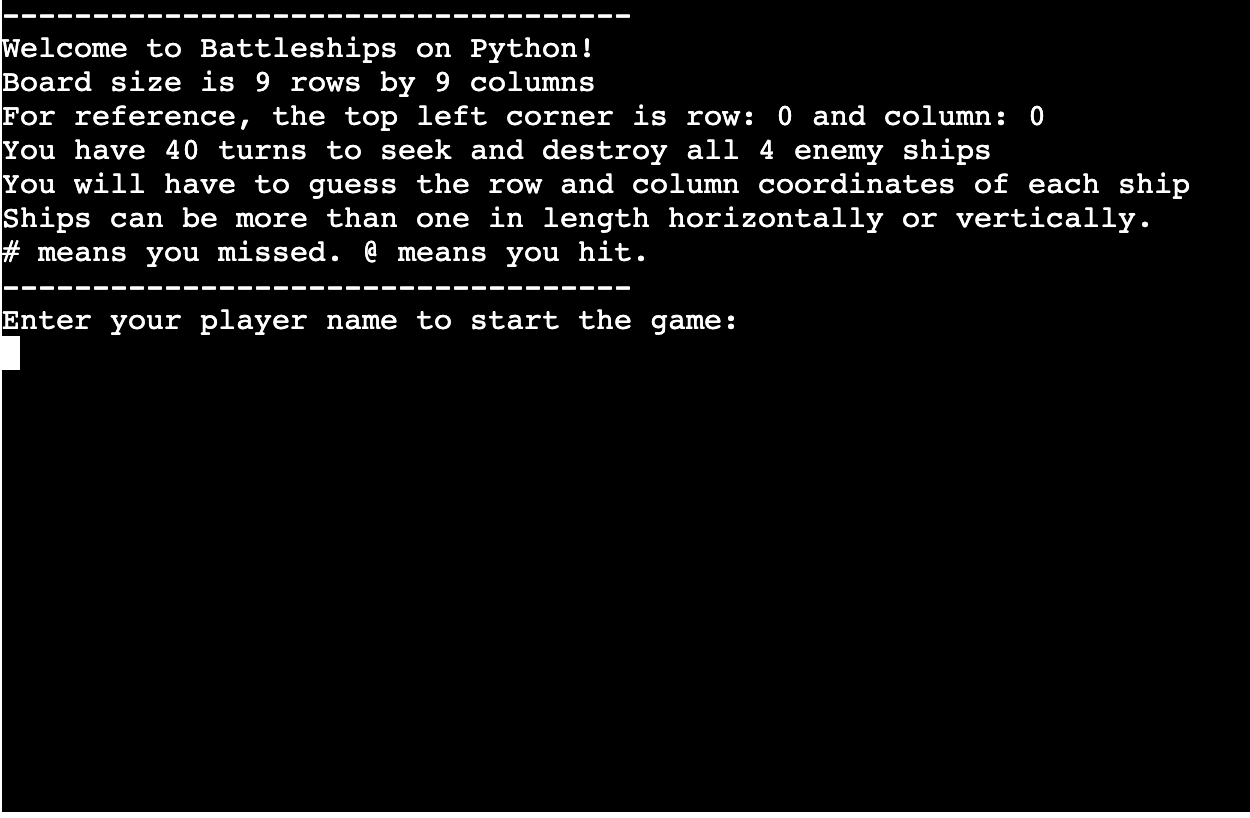 -----------------------------------
Welcome to Battleships on Python!
Board size is 9 rows by 9 columns
For reference, the top left corner is row: 0 and column: 0
You have 40 turns to seek and destroy all 4 enemy ships
You will have to guess the row and column coordinates of each ship
Ships can be more than one in length horizontally or vertically.
# means you missed. @ means you hit.
-----------------------------------
Enter your player name to start the game: